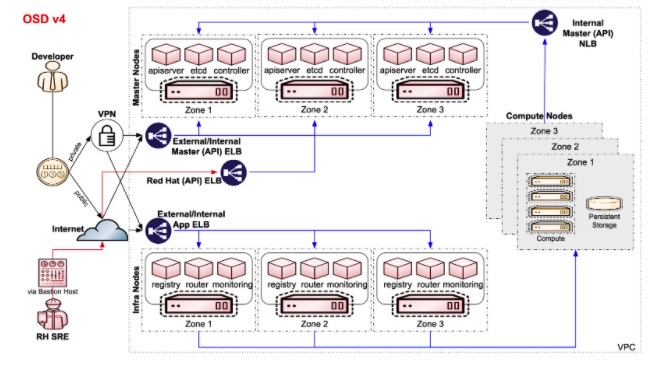 OSD v4
Developer
VPN
private
public
Internet
via Bastion Host
RH SRE
Master Nodes
apiserver etcd controller
Zone 1
apiserver etcd controller
Zone 2
apiserver etcd controller
Zone 3
Internal
Master (API)
NLB
External/Internal
Master (API) ELB
Red Hat (API) ELB
External/Internal
App ELB
Compute Nodes
Zone 3
Zone 2
Zone 1
Compute
Persistent
Storage
Infra Nodes
registry router monitoring
Zone 1
registry router monitoring
Zone 2
registry router monitoring
Zone 3
VPC